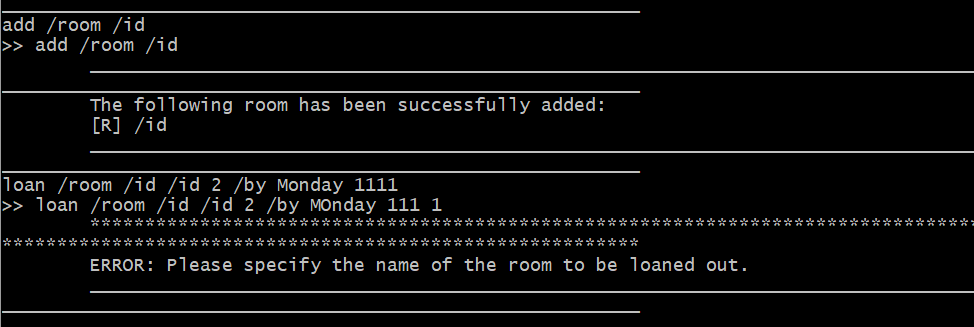 add /room /id
>> add /room /id
The following room has been successfully added:
[R] /id
loan /room /id /id 2 /by Monday 1111
>> loan /room /id /id 2 /by MOnday 111 1
********************************************************************************
**********************************************************
ERROR: Please specify the name of the room to be loaned out.